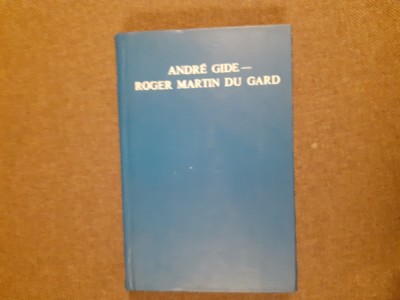 ANDRÉ GIDE—
ROGER MARTIN DU GARD